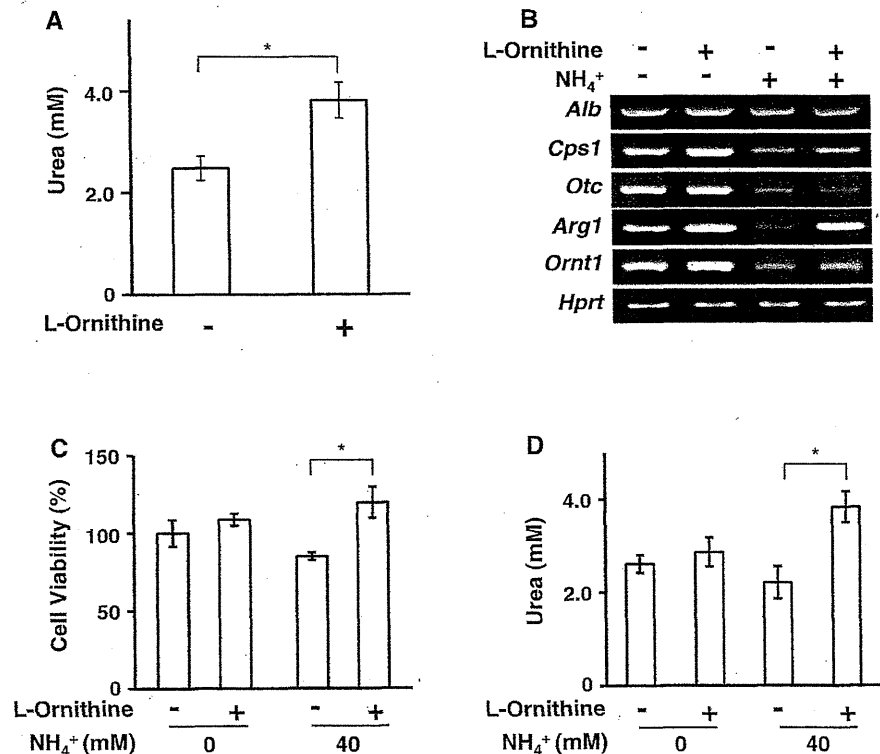 A
*
4.0
2.0
0
Urea (mM)
L-Ornithine - +
B
L-Ornithine - + - +
NH₄⁺ - - + +
Alb
Cps1
Otc
Arg1
Ornt1
Hprt
C
*
150
100
50
0
Cell Viability (%)
L-Ornithine - + - +
NH₄⁺ (mM) 0 40
D
*
4.0
2.0
0
Urea (mM)
L-Ornithine - + - +
NH₄⁺ (mM) 0 40